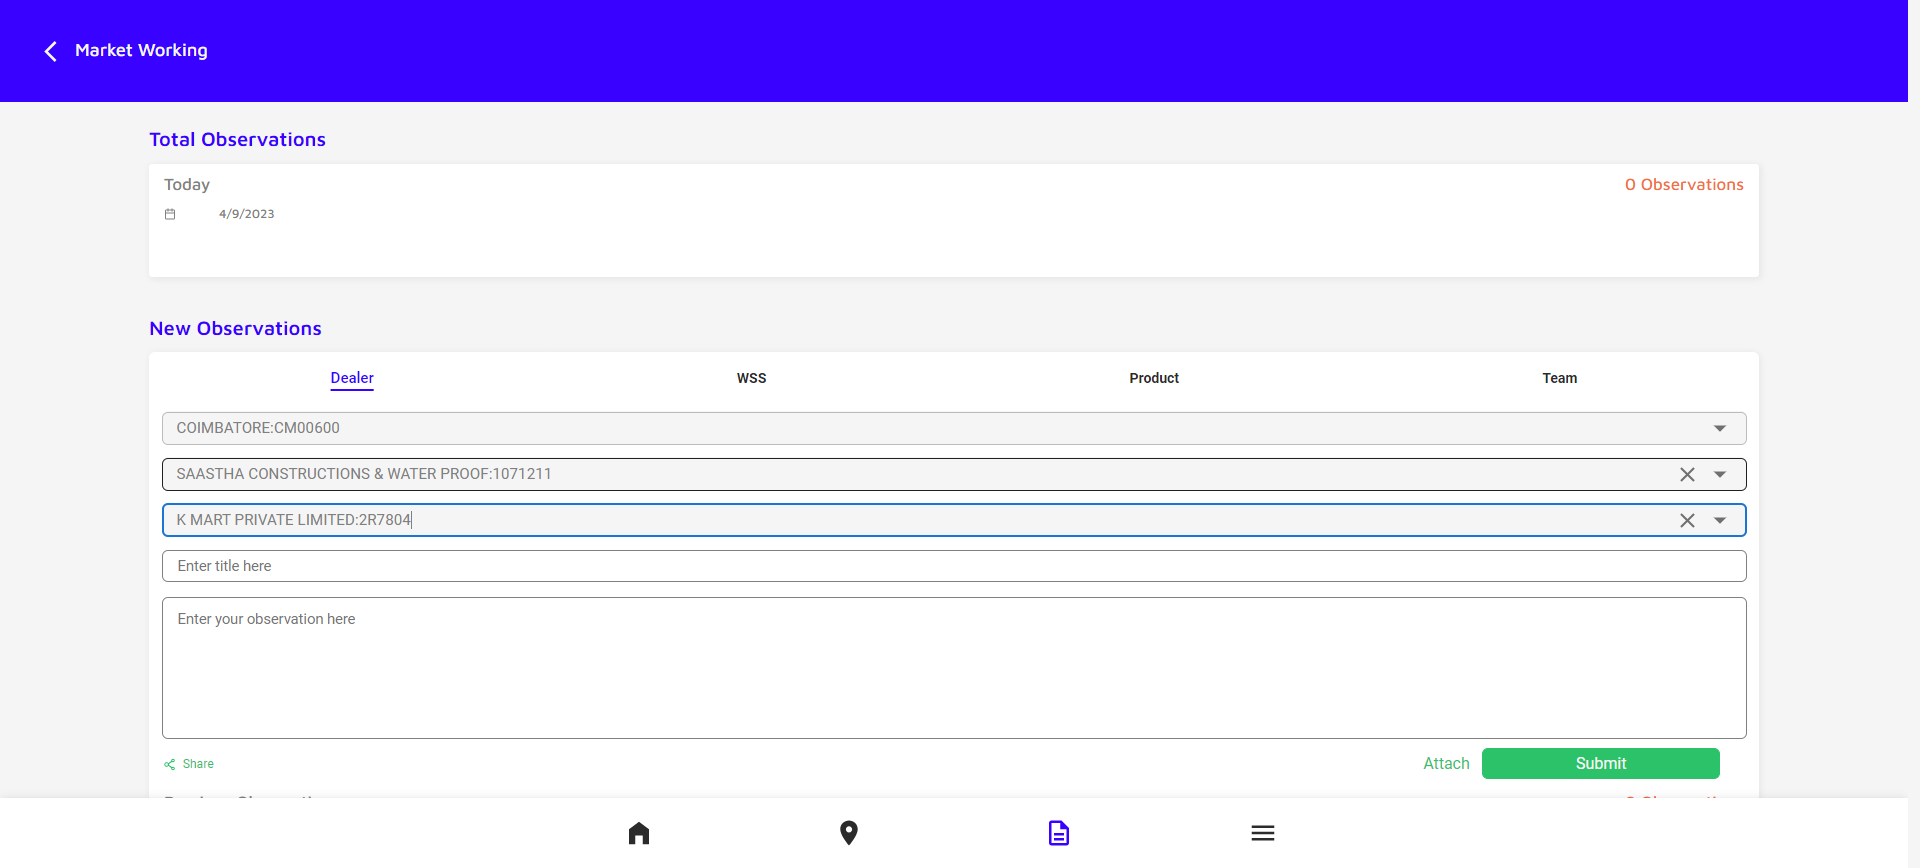 Market Working
Total Observations
Today
0 Observations
4/9/2023
New Observations
Dealer WSS Product Team
COIMBATORE:CM00600
SAASTHA CONSTRUCTIONS & WATER PROOF:1071211
K MART PRIVATE LIMITED:2R7804
Enter title here
Enter your observation here
Share
Attach
Submit